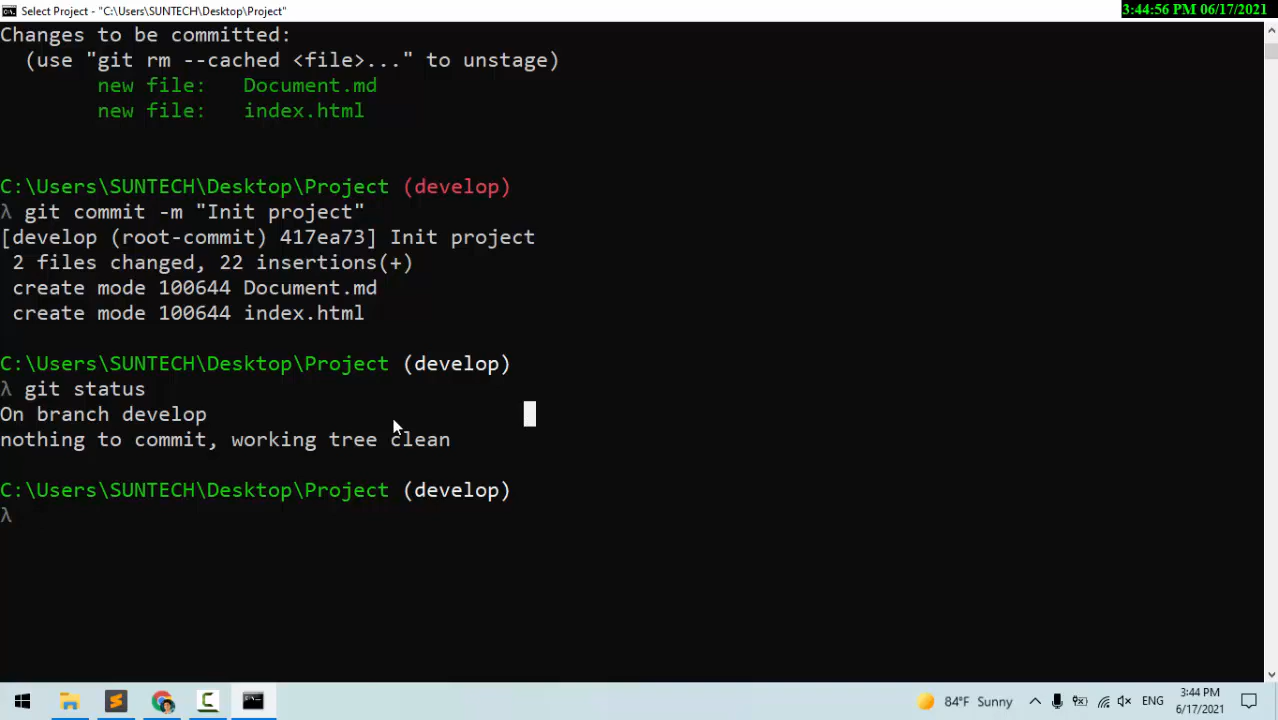 Select Project - "C:\Users\SUNTECH\Desktop\Project"
3:44:56 PM 06/17/2021
Changes to be committed:
(use "git rm --cached <file>..." to unstage)
new file: Document.md
new file: index.html
C:\Users\SUNTECH\Desktop\Project (develop)
λ git commit -m "Init project"
[develop (root-commit) 417ea73] Init project
2 files changed, 22 insertions(+)
create mode 100644 Document.md
create mode 100644 index.html
C:\Users\SUNTECH\Desktop\Project (develop)
λ git status
On branch develop
nothing to commit, working tree clean
C:\Users\SUNTECH\Desktop\Project (develop)
λ
84°F Sunny
ENG
3:44 PM
6/17/2021